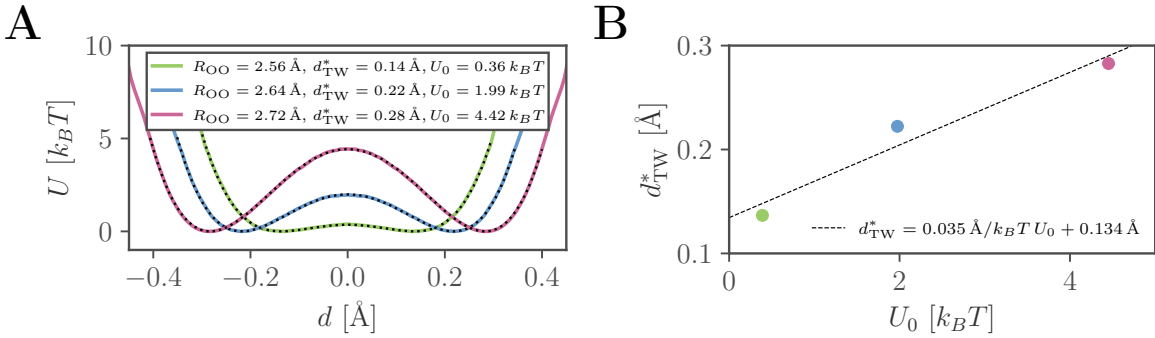 A
10
5
0
U [k_BT]
R_OO = 2.56 Å, d*_TW = 0.14 Å, U_0 = 0.36 k_BT
R_OO = 2.64 Å, d*_TW = 0.22 Å, U_0 = 1.99 k_BT
R_OO = 2.72 Å, d*_TW = 0.28 Å, U_0 = 4.42 k_BT
−0.4 −0.2 0.0 0.2 0.4
d [Å]
B
0.3
0.2
0.1
d*_TW [Å]
d*_TW = 0.035 Å/k_BT U_0 + 0.134 Å
0 2 4
U_0 [k_BT]